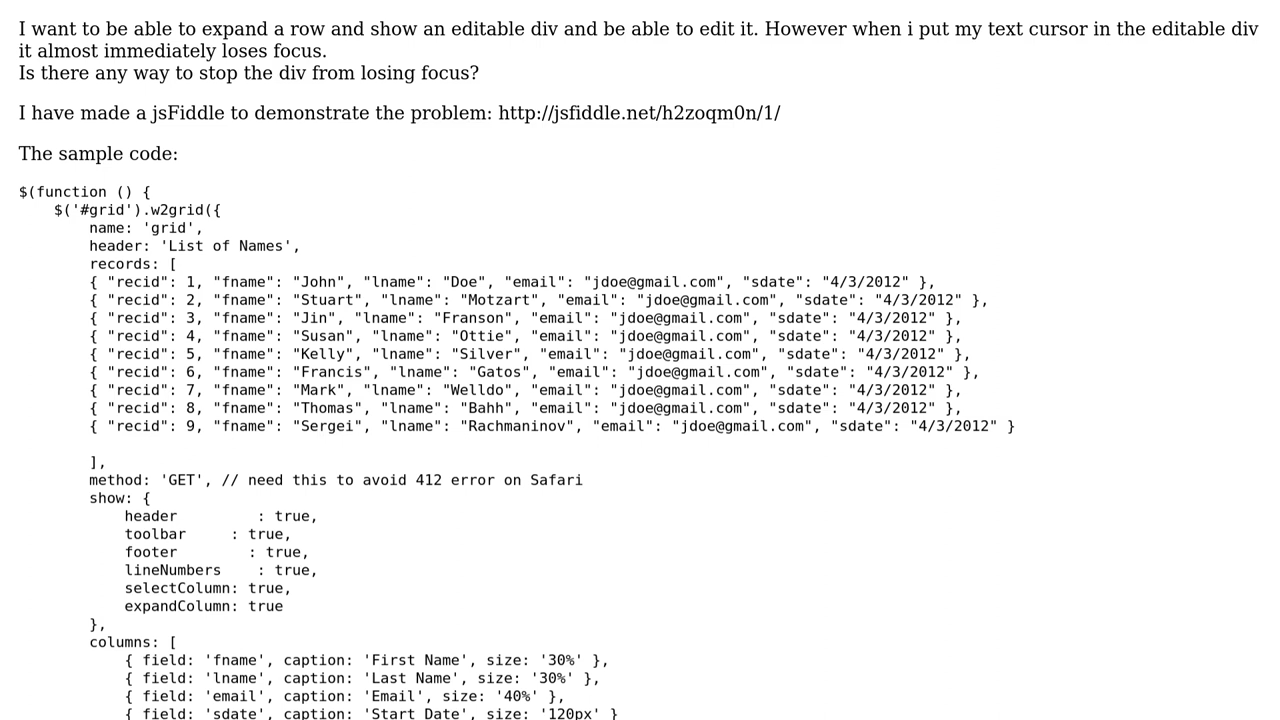 I want to be able to expand a row and show an editable div and be able to edit it. However when i put my text cursor in the editable div
it almost immediately loses focus.
Is there any way to stop the div from losing focus?
I have made a jsFiddle to demonstrate the problem: http://jsfiddle.net/h2zoqm0n/1/
The sample code:
$(function () {
    $('#grid').w2grid({
        name: 'grid',
        header: 'List of Names',
        records: [
        { "recid": 1, "fname": "John", "lname": "Doe", "email": "jdoe@gmail.com", "sdate": "4/3/2012" },
        { "recid": 2, "fname": "Stuart", "lname": "Motzart", "email": "jdoe@gmail.com", "sdate": "4/3/2012" },
        { "recid": 3, "fname": "Jin", "lname": "Franson", "email": "jdoe@gmail.com", "sdate": "4/3/2012" },
        { "recid": 4, "fname": "Susan", "lname": "Ottie", "email": "jdoe@gmail.com", "sdate": "4/3/2012" },
        { "recid": 5, "fname": "Kelly", "lname": "Silver", "email": "jdoe@gmail.com", "sdate": "4/3/2012" },
        { "recid": 6, "fname": "Francis", "lname": "Gatos", "email": "jdoe@gmail.com", "sdate": "4/3/2012" },
        { "recid": 7, "fname": "Mark", "lname": "Welldo", "email": "jdoe@gmail.com", "sdate": "4/3/2012" },
        { "recid": 8, "fname": "Thomas", "lname": "Bahh", "email": "jdoe@gmail.com", "sdate": "4/3/2012" },
        { "recid": 9, "fname": "Sergei", "lname": "Rachmaninov", "email": "jdoe@gmail.com", "sdate": "4/3/2012" }
        ],
        method: 'GET', // need this to avoid 412 error on Safari
        show: {
            header         : true,
            toolbar     : true,
            footer        : true,
            lineNumbers    : true,
            selectColumn: true,
            expandColumn: true
        },
        columns: [
            { field: 'fname', caption: 'First Name', size: '30%' },
            { field: 'lname', caption: 'Last Name', size: '30%' },
            { field: 'email', caption: 'Email', size: '40%' },
            { field: 'sdate', caption: 'Start Date', size: '120px' }